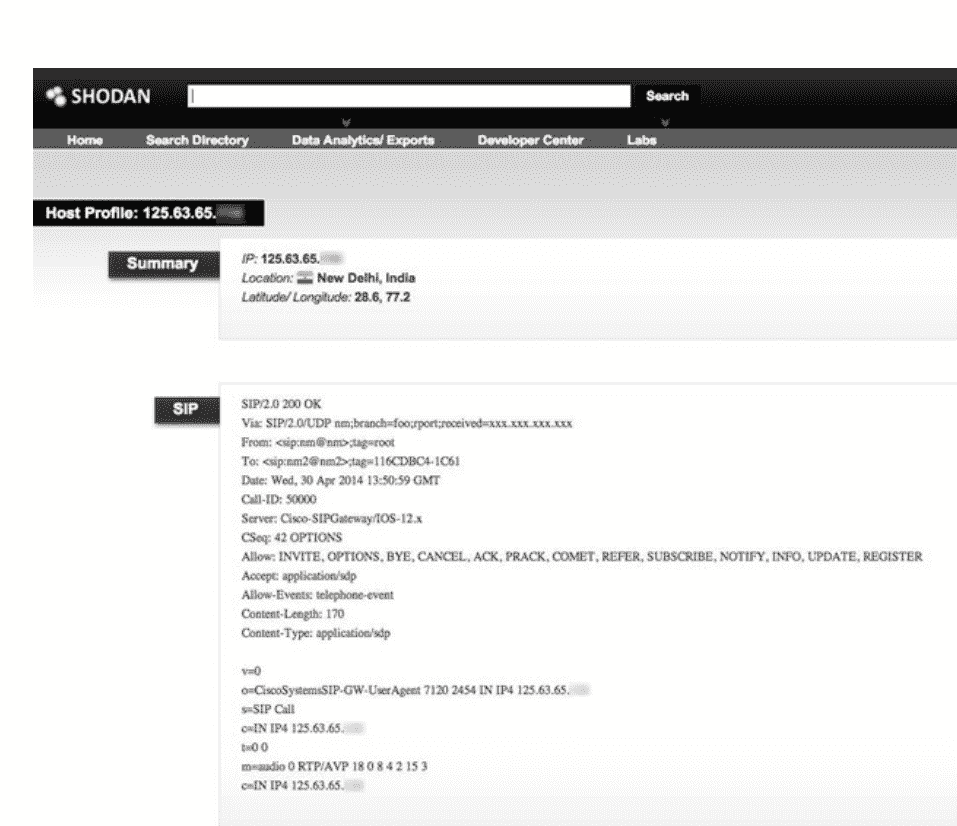 SHODAN
Search
Home Search Directory Data Analytics/ Exports Developer Center Labs
Host Profile: 125.63.65.
Summary
IP: 125.63.65.
Location: New Delhi, India
Latitude/ Longitude: 28.6, 77.2
SIP
SIP/2.0 200 OK
Via: SIP/2.0/UDP nm;branch=foo;rport;received=xxx.xxx.xxx.xxx
From: <sip:nm@nm>;tag=root
To: <sip:nm2@nm2>;tag=116CDBC4-1C61
Date: Wed, 30 Apr 2014 13:50:59 GMT
Call-ID: 50000
Server: Cisco-SIPGateway/IOS-12.x
CSeq: 42 OPTIONS
Allow: INVITE, OPTIONS, BYE, CANCEL, ACK, PRACK, COMET, REFER, SUBSCRIBE, NOTIFY, INFO, UPDATE, REGISTER
Accept: application/sdp
Allow-Events: telephone-event
Content-Length: 170
Content-Type: application/sdp
v=0
o=CiscoSystemsSIP-GW-UserAgent 7120 2454 IN IP4 125.63.65.
s=SIP Call
c=IN IP4 125.63.65.
t=0 0
m=audio 0 RTP/AVP 18 0 8 4 2 15 3
c=IN IP4 125.63.65.